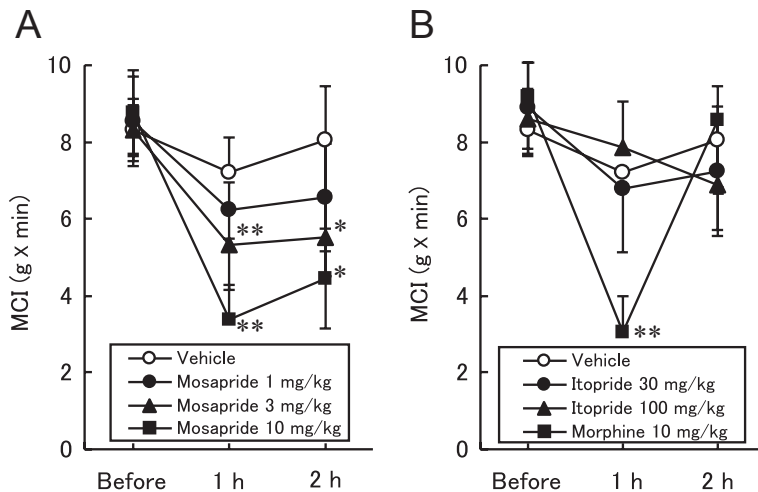 A
MCI (g x min)
10
8
6
4
2
0
**
*
*
**
Vehicle
Mosapride 1 mg/kg
Mosapride 3 mg/kg
Mosapride 10 mg/kg
Before 1 h 2 h
B
MCI (g x min)
10
8
6
4
2
0
**
Vehicle
Itopride 30 mg/kg
Itopride 100 mg/kg
Morphine 10 mg/kg
Before 1 h 2 h